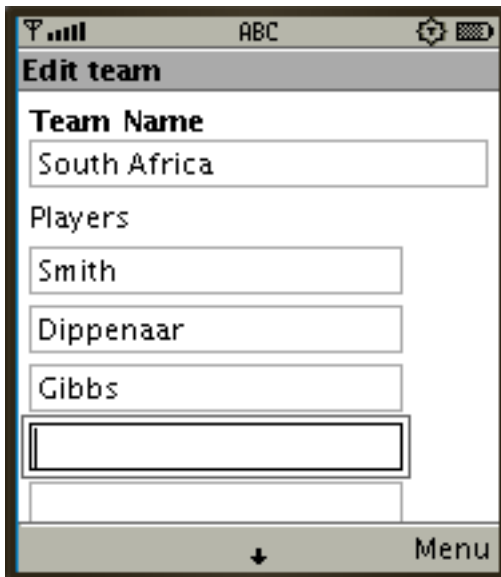 ABC
Edit team
Team Name
South Africa
Players
Smith
Dippenaar
Gibbs
Menu